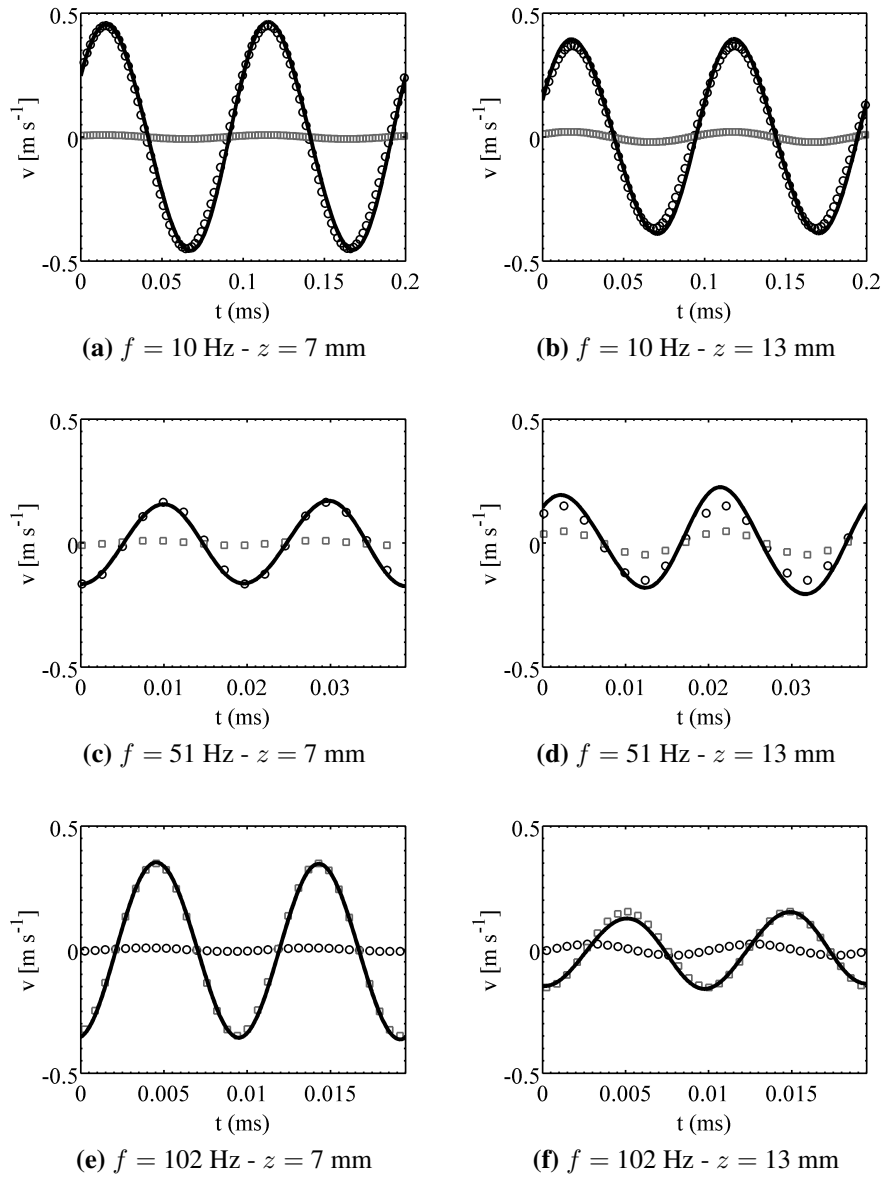 0.5
0
-0.5
v [m s-1]
0 0.05 0.1 0.15 0.2
t (ms)
(a) f = 10 Hz - z = 7 mm
0.5
0
-0.5
v [m s-1]
0 0.05 0.1 0.15 0.2
t (ms)
(b) f = 10 Hz - z = 13 mm
0.5
0
-0.5
v [m s-1]
0 0.01 0.02 0.03
t (ms)
(c) f = 51 Hz - z = 7 mm
0.5
0
-0.5
v [m s-1]
0 0.01 0.02 0.03
t (ms)
(d) f = 51 Hz - z = 13 mm
0.5
0
-0.5
v [m s-1]
0 0.005 0.01 0.015
t (ms)
(e) f = 102 Hz - z = 7 mm
0.5
0
-0.5
v [m s-1]
0 0.005 0.01 0.015
t (ms)
(f) f = 102 Hz - z = 13 mm